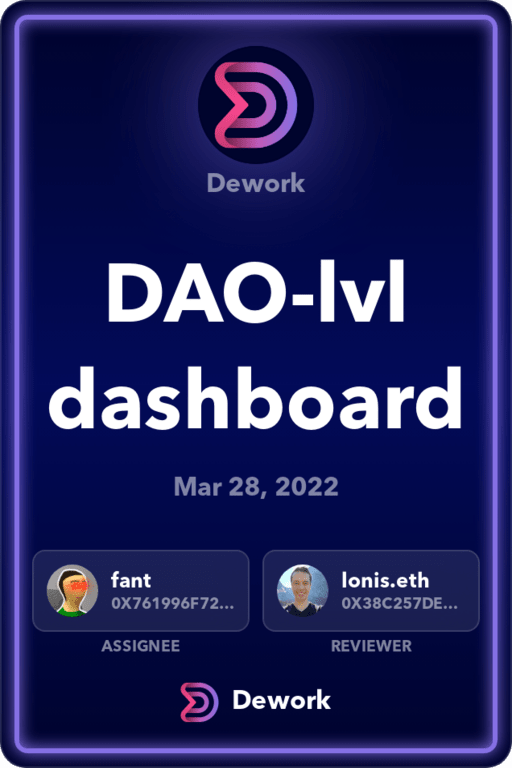 Dework
DAO-lvl
dashboard
Mar 28, 2022
fant
0X761996F72...
lonis.eth
0X38C257DE...
ASSIGNEE
REVIEWER
Dework